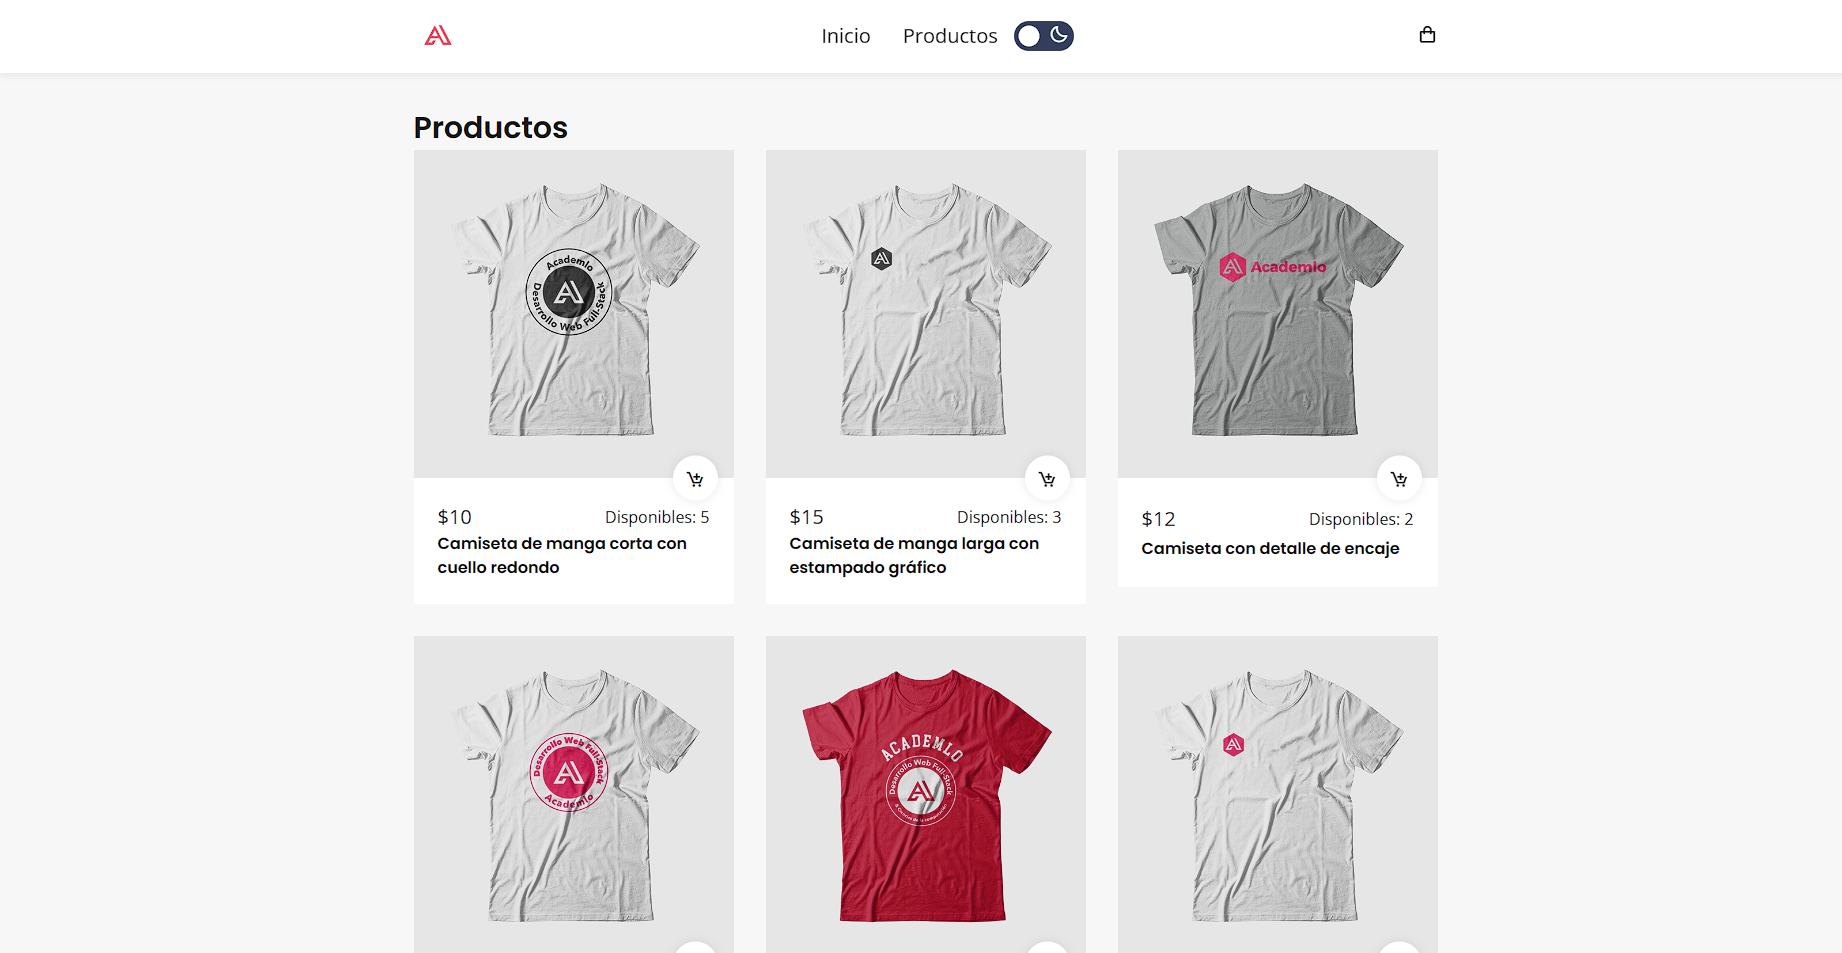 Inicio Productos
Productos
Academlo
Desarrollo Web Full-Stack
Academlo
$10 Disponibles: 5
Camiseta de manga corta con
cuello redondo
$15 Disponibles: 3
Camiseta de manga larga con
estampado gráfico
$12 Disponibles: 2
Camiseta con detalle de encaje
Desarrollo Web Full-Stack
Academlo
ACADEMLO
Desarrollo Web Full-Stack